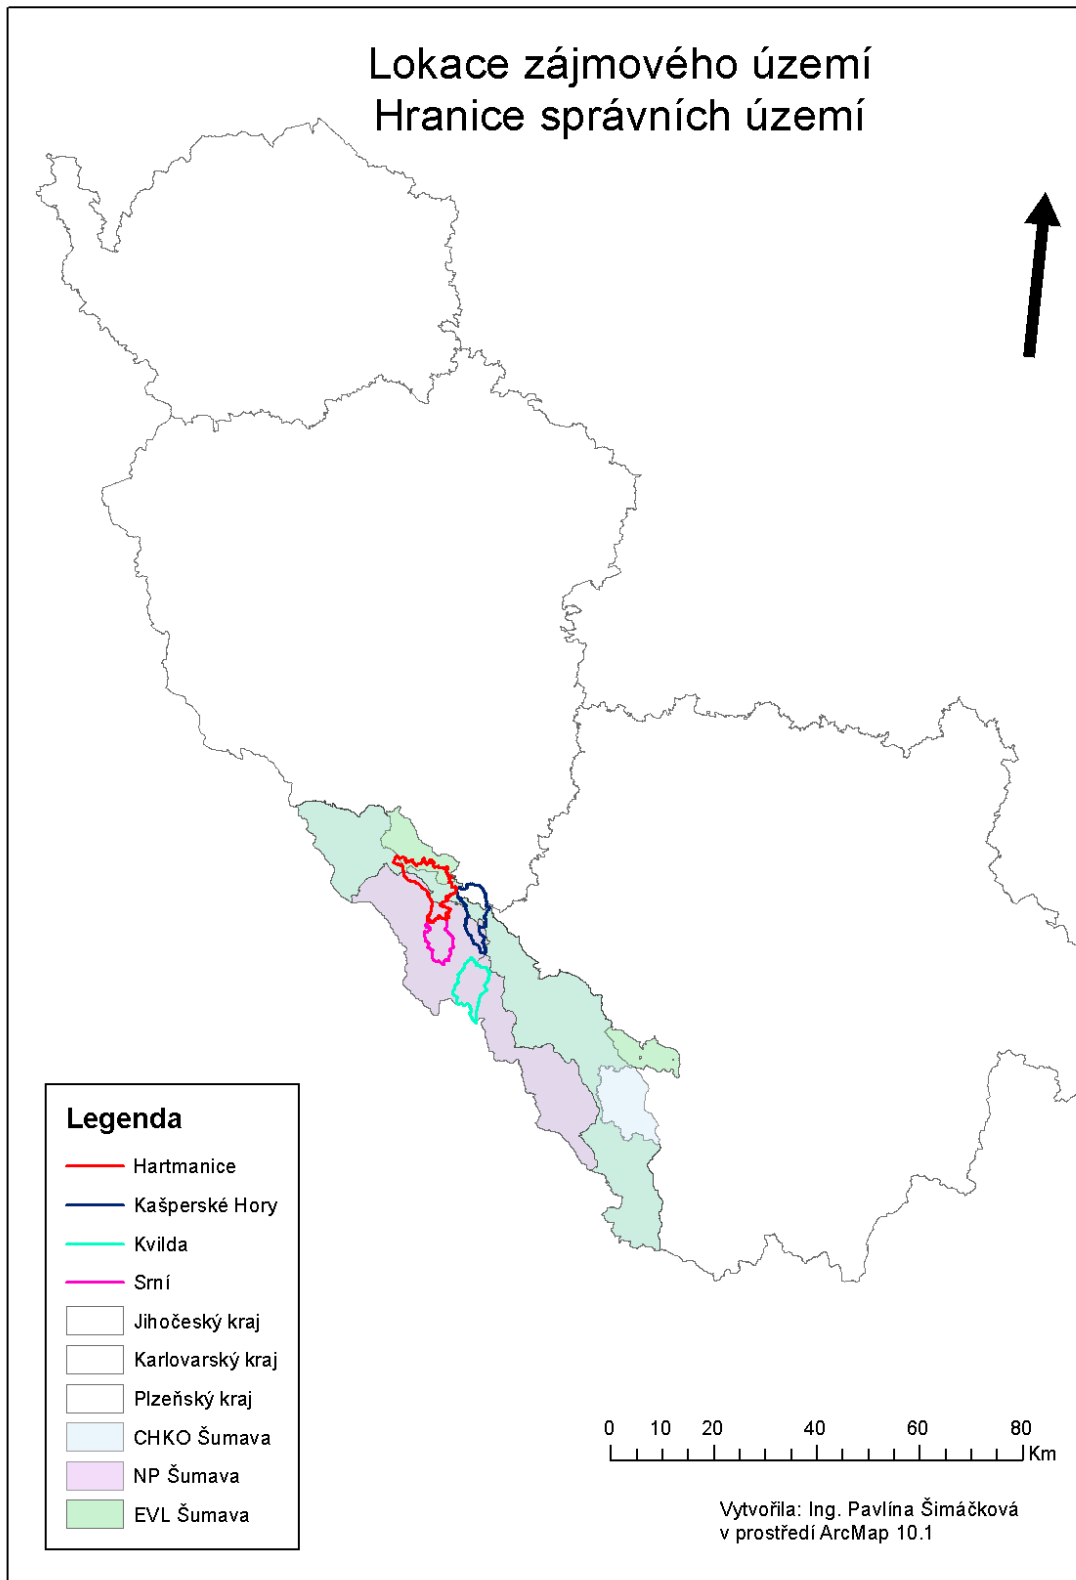 Lokace zájmového území
Hranice správních území
Legenda
Hartmanice
Kašperské Hory
Kvilda
Srní
Jihočeský kraj
Karlovarský kraj
Plzeňský kraj
CHKO Šumava
NP Šumava
EVL Šumava
0 10 20 40 60 80
Km
Vytvořila: Ing. Pavlína Šimáčková
v prostředí ArcMap 10.1